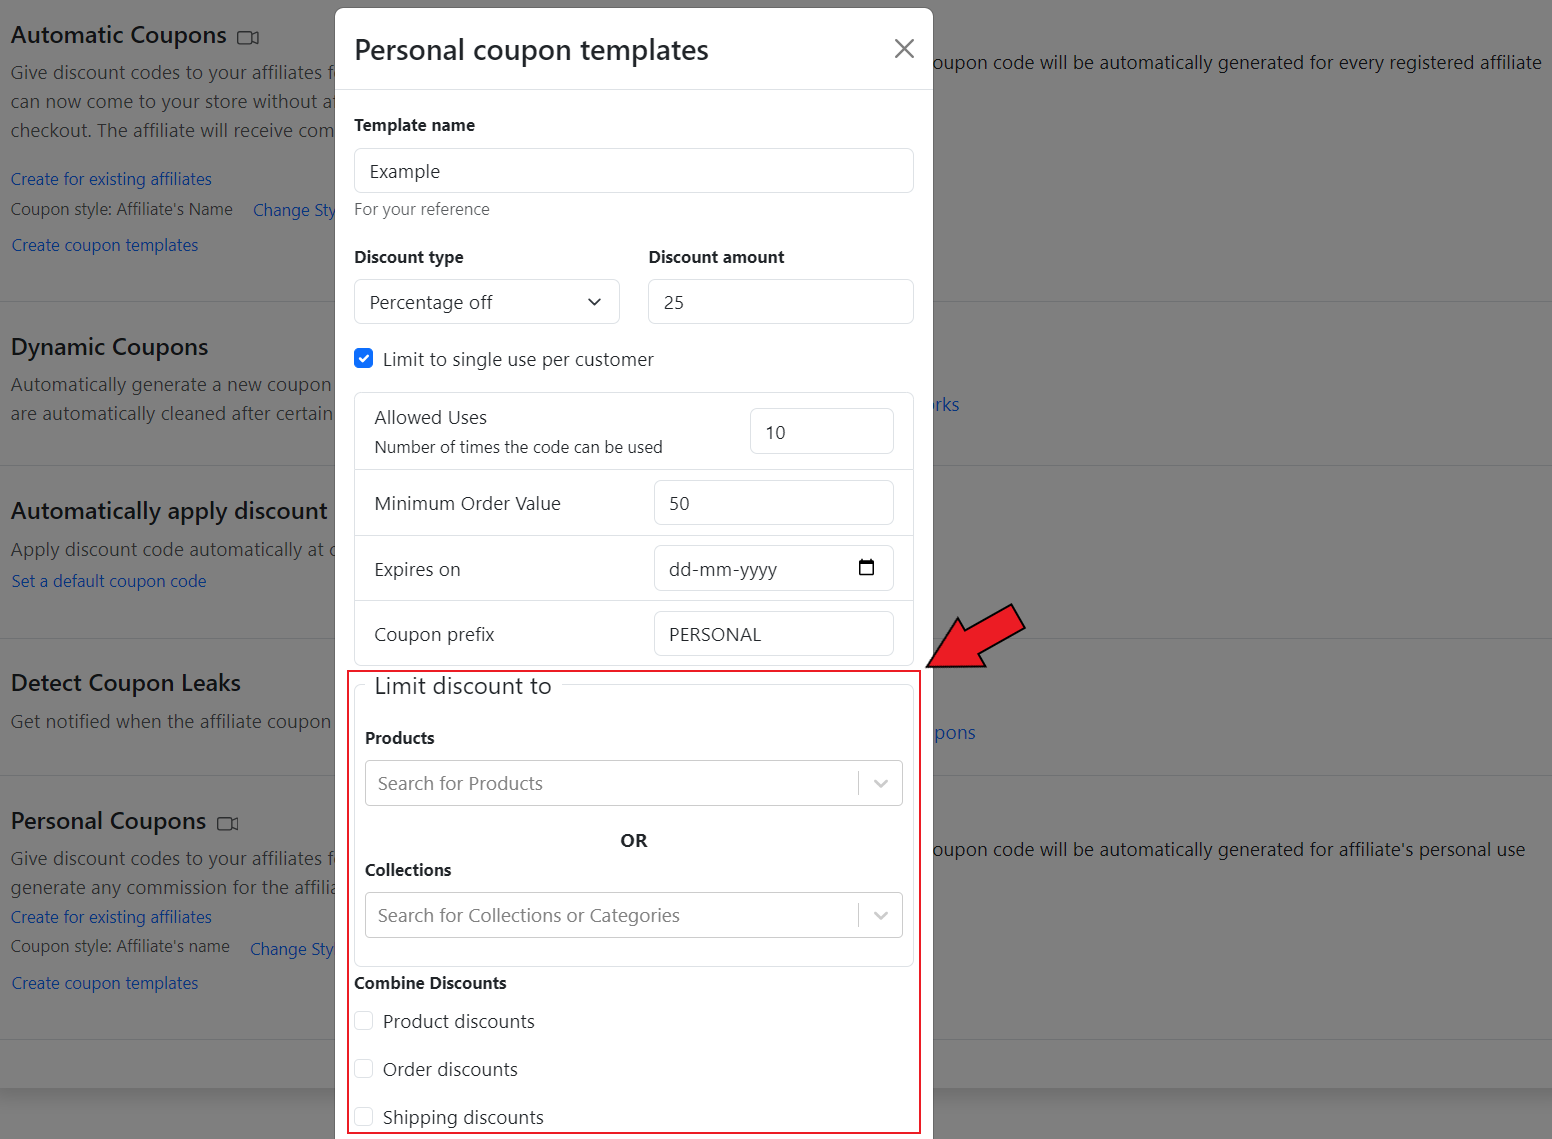 Automatic Coupons
Give discount codes to your affiliates f
can now come to your store without a
checkout. The affiliate will receive com
Create for existing affiliates
Coupon style: Affiliate's Name Change Sty
Create coupon templates
oupon code will be automatically generated for every registered affiliate
Dynamic Coupons
Automatically generate a new coupon
are automatically cleaned after certain
rks
Automatically apply discount
Apply discount code automatically at c
Set a default coupon code
Detect Coupon Leaks
Get notified when the affiliate coupon
pons
Personal Coupons
Give discount codes to your affiliates f
generate any commission for the affilia
Create for existing affiliates
Coupon style: Affiliate's name Change Sty
Create coupon templates
oupon code will be automatically generated for affiliate's personal use
Personal coupon templates
Template name
Example
For your reference
Discount type Discount amount
Percentage off 25
Limit to single use per customer
Allowed Uses
Number of times the code can be used
10
Minimum Order Value 50
Expires on dd-mm-yyyy
Coupon prefix PERSONAL
Limit discount to
Products
Search for Products
OR
Collections
Search for Collections or Categories
Combine Discounts
Product discounts
Order discounts
Shipping discounts